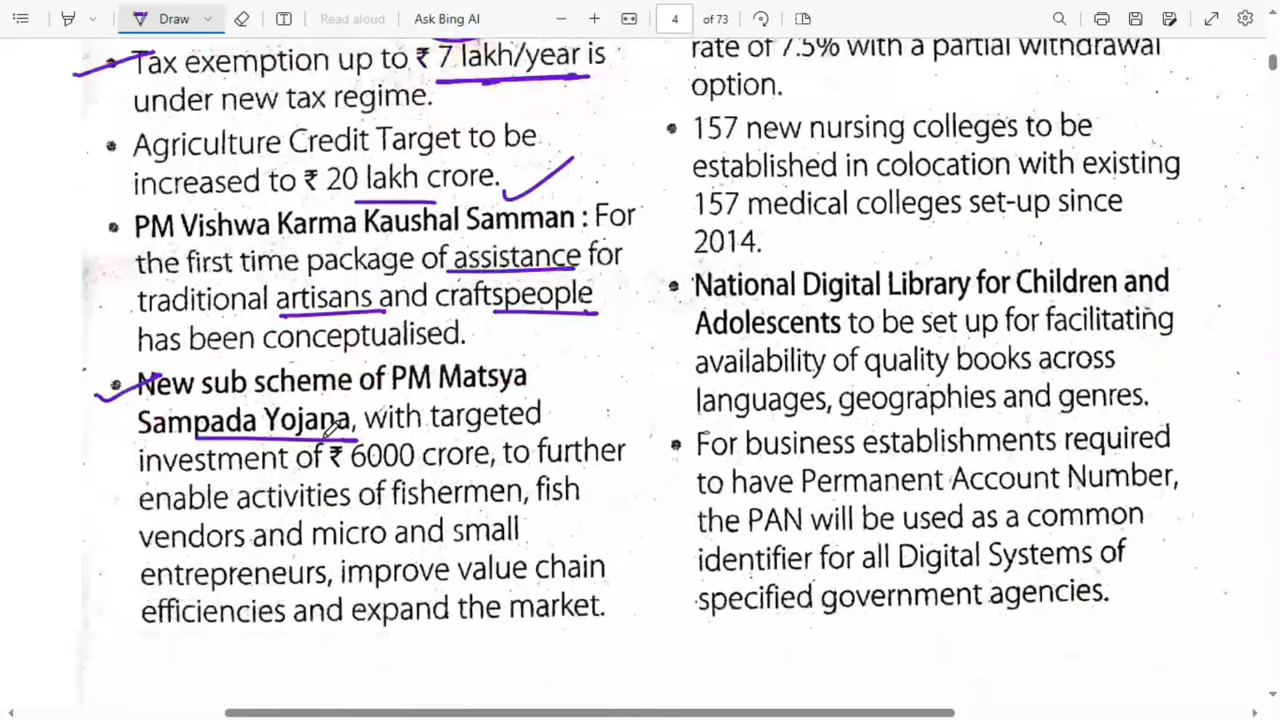 Draw
Read aloud
Ask Bing AI
4
of 73
Tax exemption up to ₹ 7 lakh/year is
under new tax regime.
• Agriculture Credit Target to be
increased to ₹ 20 lakh crore.
• PM Vishwa Karma Kaushal Samman : For
the first time package of assistance for
traditional artisans and craftspeople
has been conceptualised.
• New sub scheme of PM Matsya
Sampada Yojana, with targeted
investment of ₹ 6000 crore, to further
enable activities of fishermen, fish
vendors and micro and small
entrepreneurs, improve value chain
efficiencies and expand the market.
rate of 7.5% with a partial withdrawal
option.
• 157 new nursing colleges to be
established in colocation with existing
157 medical colleges set-up since
2014.
• National Digital Library for Children and
Adolescents to be set up for facilitating
availability of quality books across
languages, geographies and genres.
• For business establishments required
to have Permanent Account Number,
the PAN will be used as a common
identifier for all Digital Systems of
specified government agencies.